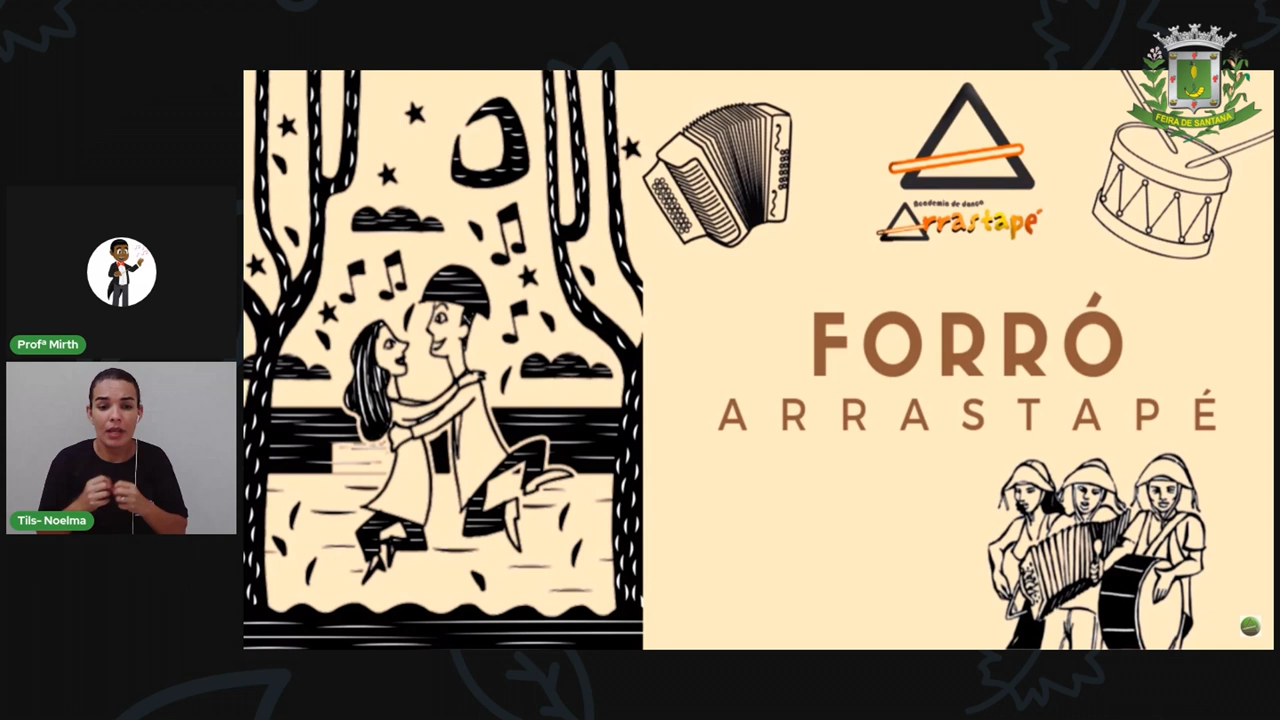 FEIRA DE SANTANA
Academia de dança
Arrastapé
FORRÓ
ARRASTAPÉ
Profª Mirth
Tils- Noelma